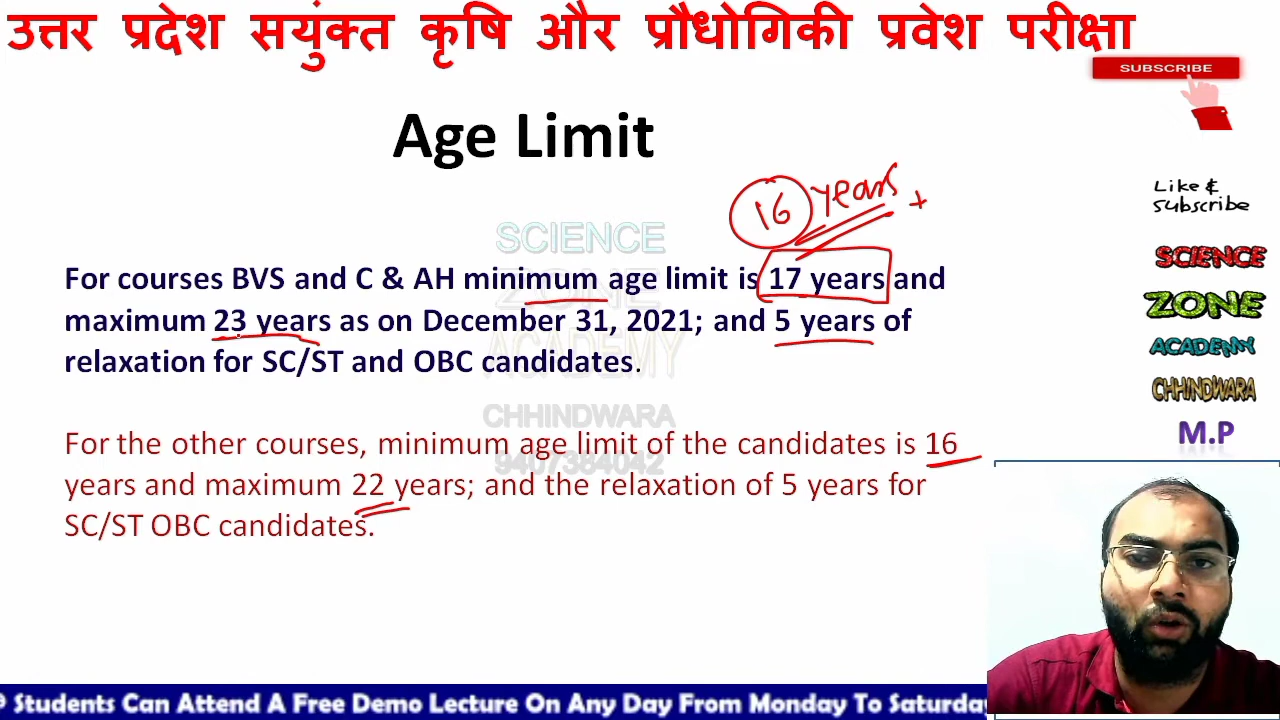 उत्तर प्रदेश सयुंक्त कृषि और प्रौधोगिकी प्रवेश परीक्षा
SUBSCRIBE
Age Limit
16 years +
Like &
Subscribe
SCIENCE
ZONE
ACADEMY
CHHINDWARA
M.P
SCIENCE
ZONE
ACADEMY
CHHINDWARA
9407384042
For courses BVS and C & AH minimum age limit is 17 years and
maximum 23 years as on December 31, 2021; and 5 years of
relaxation for SC/ST and OBC candidates.
For the other courses, minimum age limit of the candidates is 16
years and maximum 22 years; and the relaxation of 5 years for
SC/ST OBC candidates.
Students Can Attend A Free Demo Lecture On Any Day From Monday To Saturday